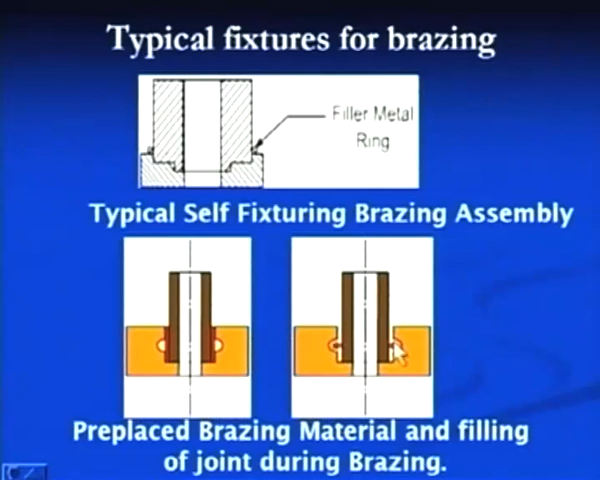 Typical fixtures for brazing
Filler Metal
Ring
Typical Self Fixturing Brazing Assembly
Preplaced Brazing Material and filling
of joint during Brazing.